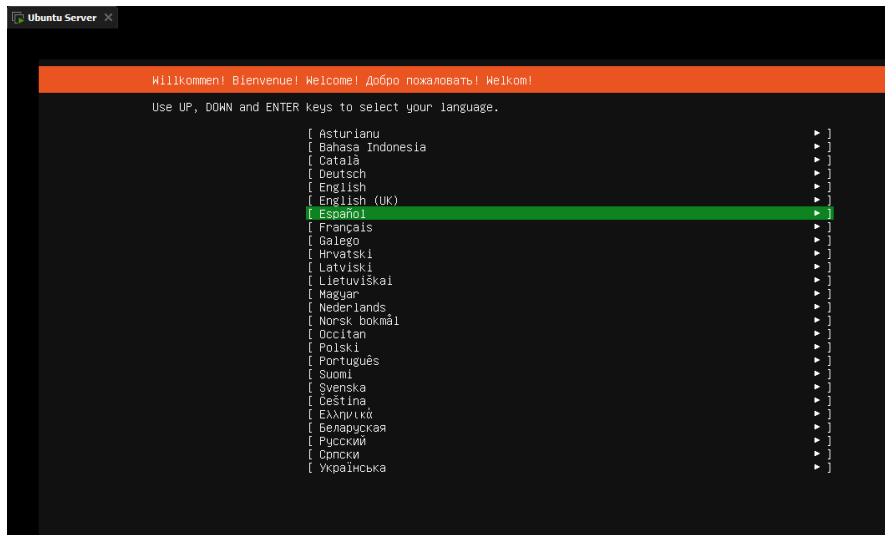 Ubuntu Server
Willkommen! Bienvenue! Welcome! Добро пожаловать! Welkom!
Use UP, DOWN and ENTER keys to select your language.
[ Asturianu ► ]
[ Bahasa Indonesia ► ]
[ Català ► ]
[ Deutsch ► ]
[ English ► ]
[ English (UK) ► ]
[ Español ► ]
[ Français ► ]
[ Galego ► ]
[ Hrvatski ► ]
[ Latviski ► ]
[ Lietuviškai ► ]
[ Magyar ► ]
[ Nederlands ► ]
[ Norsk bokmål ► ]
[ Occitan ► ]
[ Polski ► ]
[ Português ► ]
[ Suomi ► ]
[ Svenska ► ]
[ Čeština ► ]
[ Ελληνικά ► ]
[ Беларуская ► ]
[ Русский ► ]
[ Српски ► ]
[ Українська ► ]